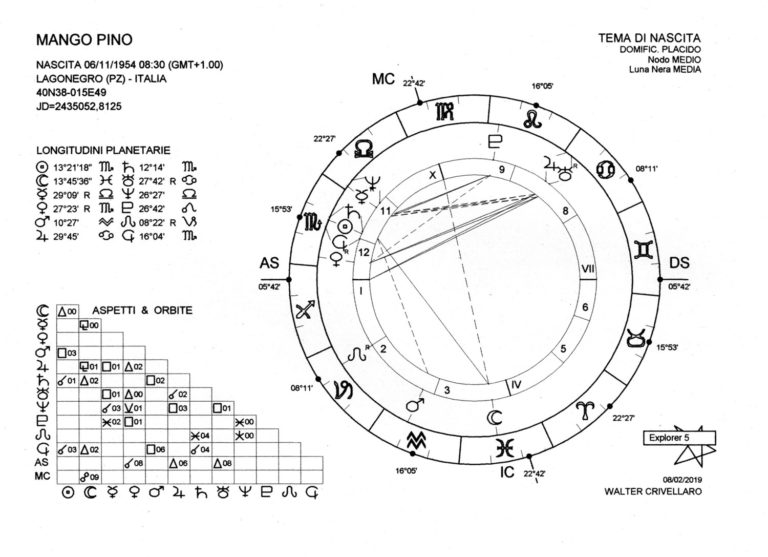 MANGO PINO
NASCITA 06/11/1954 08:30 (GMT+1.00)
LAGONEGRO (PZ) - ITALIA
40N38-015E49
JD=2435052,8125
TEMA DI NASCITA
DOMIFIC. PLACIDO
Nodo MEDIO
Luna Nera MEDIA
LONGITUDINI PLANETARIE
☉ 13°21'18" ♏ ♄ 12°14' ♏
☾ 13°45'36" ♓ ♅ 27°42' R ♋
☿ 29°09' R ♎ ♆ 26°27' ♎
♀ 27°23' R ♏ ♇ 26°42' ♌
♂ 10°27' ♒ ☊ 08°22' R ♑
♃ 29°45' ♋ ⚸ 16°04' ♏
MC 22°42'
16°05'
22°27'
08°11'
15°53'
AS
05°42'
DS
05°42'
15°53'
08°11'
22°27'
16°05'
IC 22°42'
X
9
11
8
12
I
VII
2
6
3
5
IV
R
R
R
ASPETTI & ORBITE
☾ △00
☿ 00
♀
♂ □03
♃ 01 □01 △02
♄ ☌01 △02 □02
♅ □01 △00 ☌02
♆ ☌03 01 □03 □01
♇ ⚹02 □01 ⚹00
☊ ⚹04 00
⚸ ☌03 △02 □06 ☌04
AS ☌08 △06 △08
MC ☍09
☉ ☾ ☿ ♀ ♂ ♃ ♄ ♅ ♆ ♇ ☊ ⚸
Explorer 5
08/02/2019
WALTER CRIVELLARO